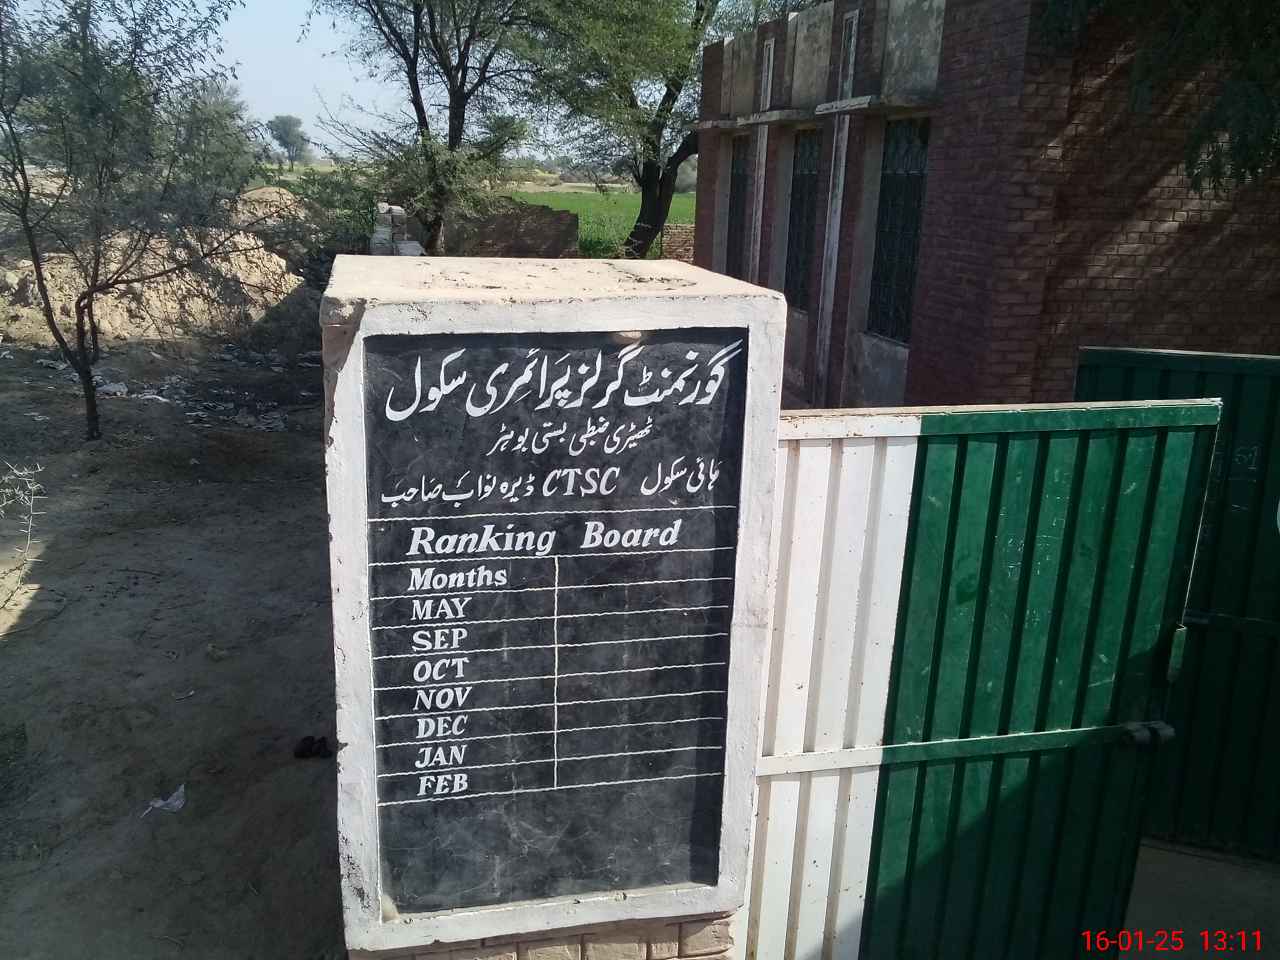 گورنمنٹ گرلز پرائمری سکول
ٹھیڑی ضبطی بستی بوہڑ
ہائی سکول CTSC ڈیرہ نواب صاحب
Ranking Board
Months
MAY
SEP
OCT
NOV
DEC
JAN
FEB
16-01-25 13:11